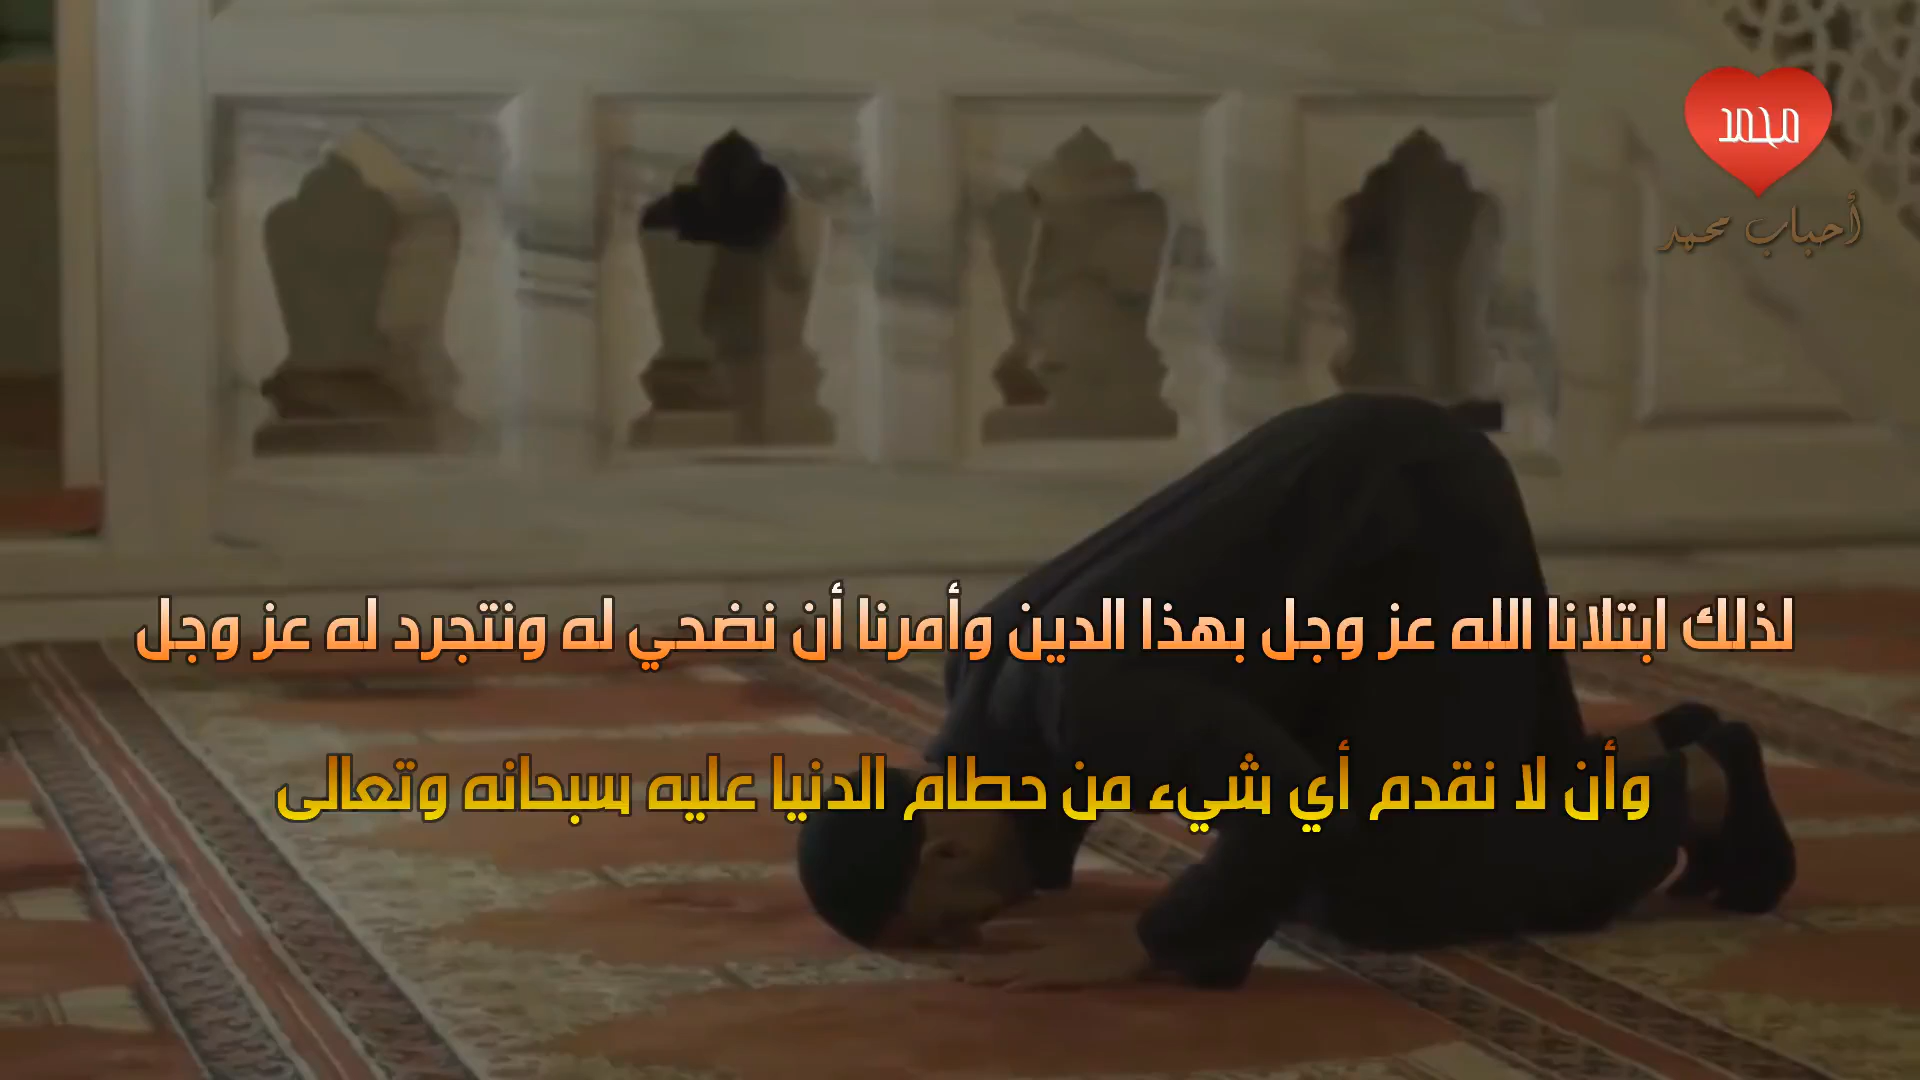 محمد
أحباب محمد
لذلك ابتلانا الله عز وجل بهذا الدين وأمرنا أن نضحي له ونتجرد له عز وجل
وأن لا نقدم أي شيء من حطام الدنيا عليه سبحانه وتعالى